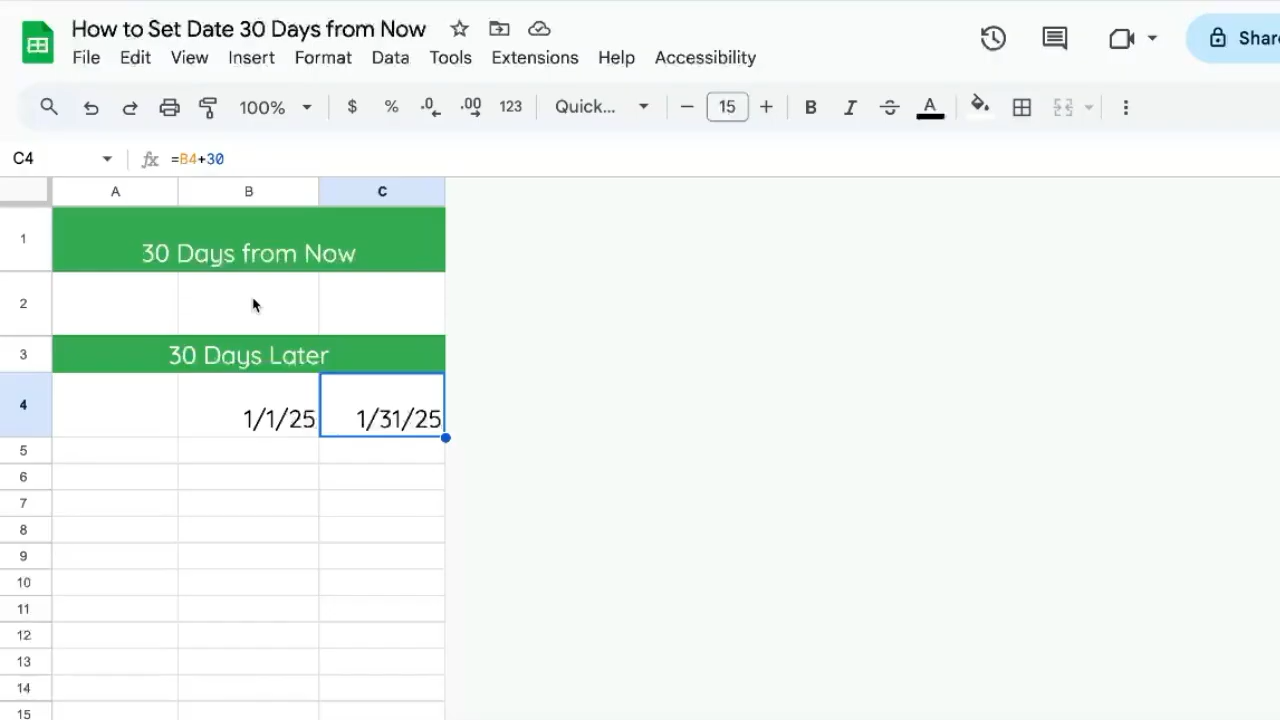 How to Set Date 30 Days from Now
File Edit View Insert Format Data Tools Extensions Help Accessibility
Share
100% $ % .0 .00 123 Quick... 15 B I A
C4 fx =B4+30
A B C
1 30 Days from Now
2
3 30 Days Later
4 1/1/25 1/31/25
5
6
7
8
9
10
11
12
13
14
15